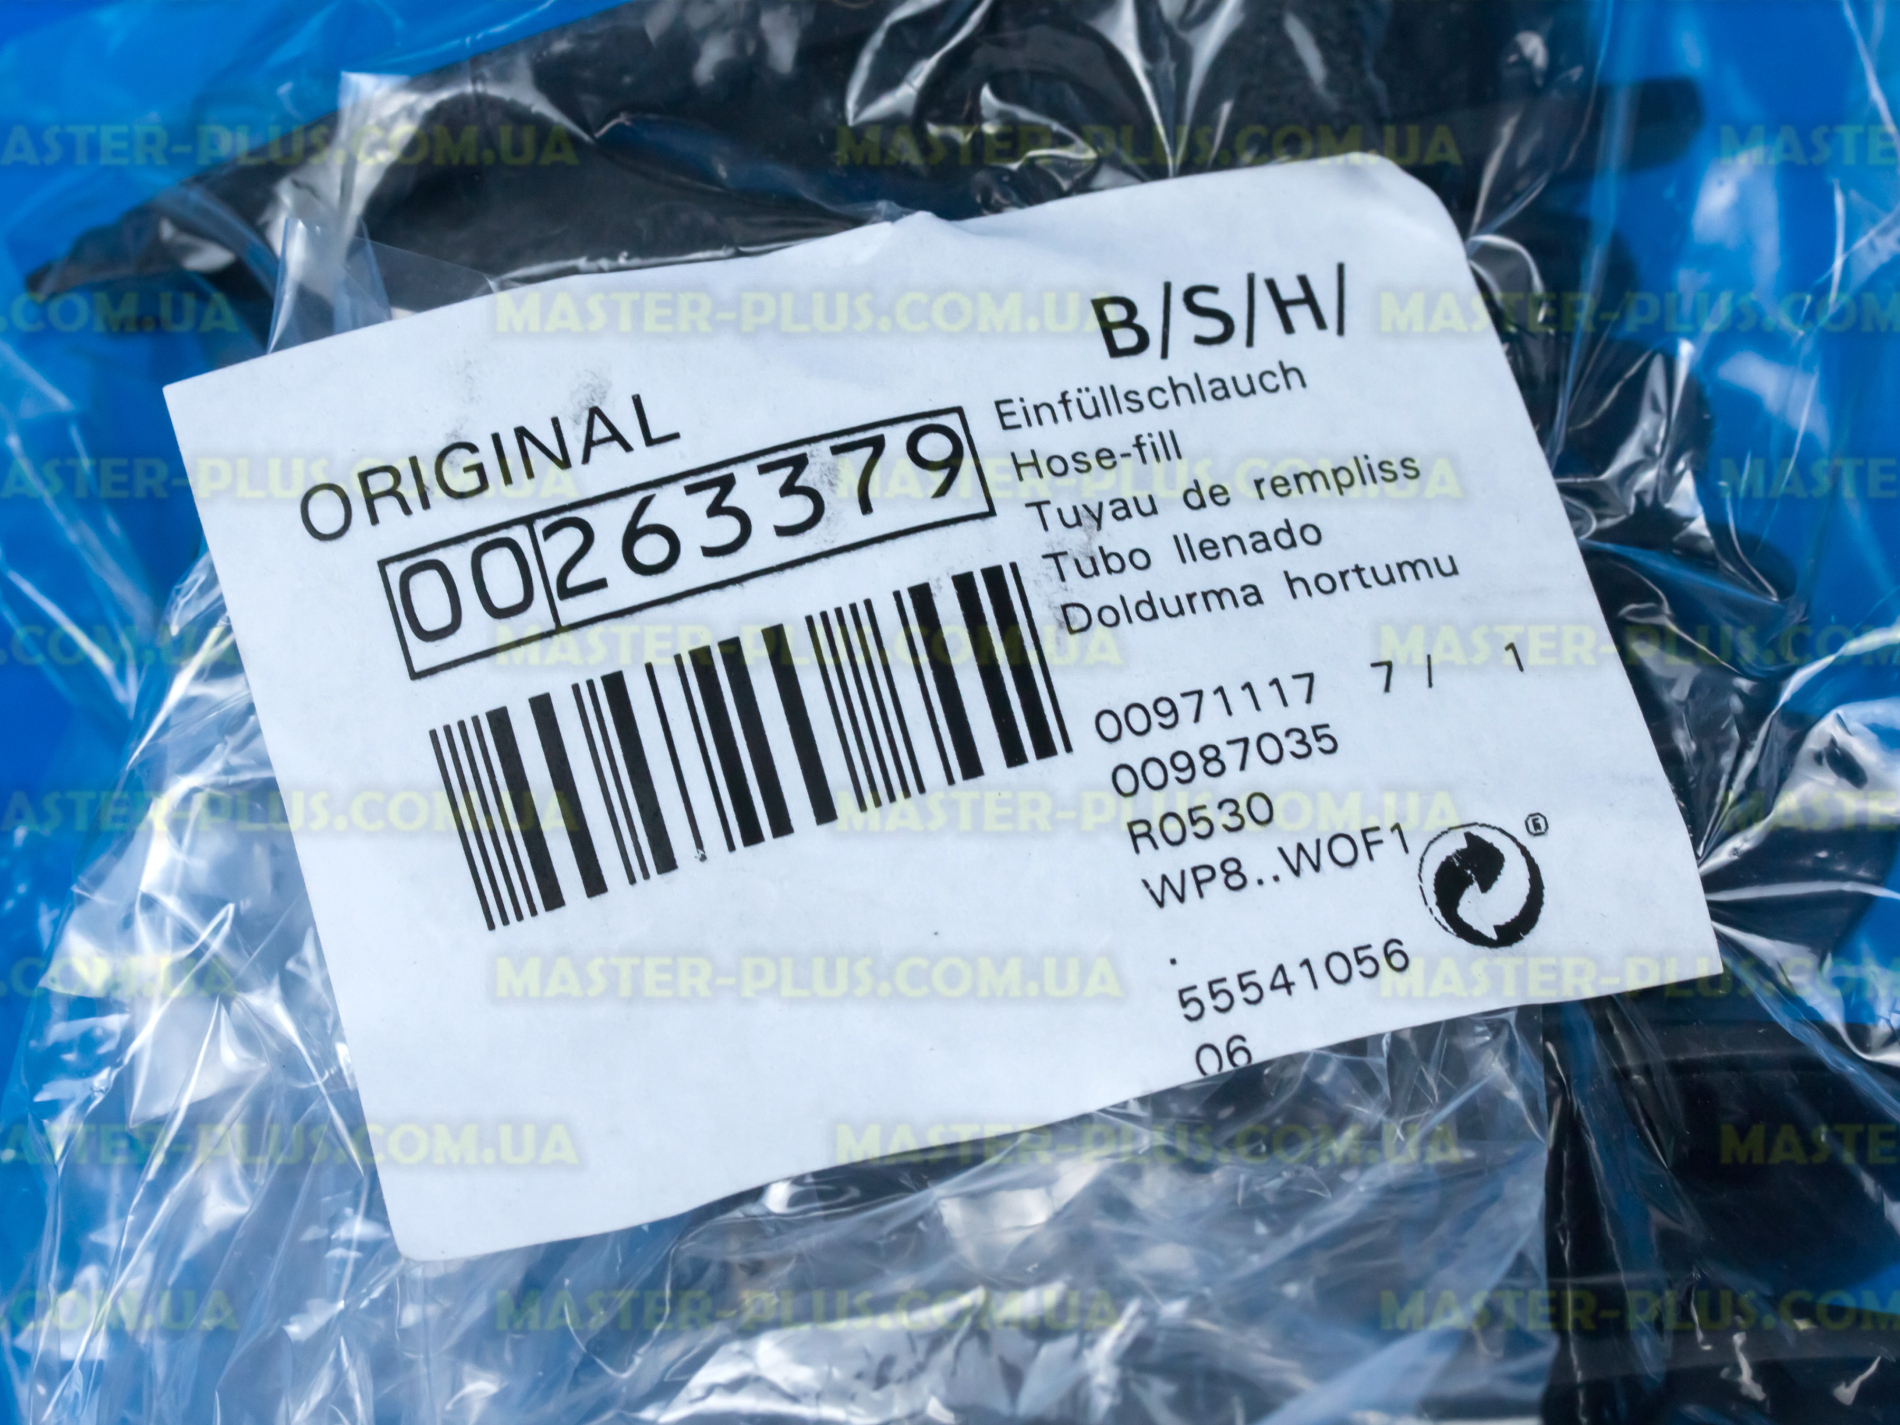 B/S/H/
ORIGINAL
00263379
Einfüllschlauch
Hose-fill
Tuyau de rempliss
Tubo llenado
Doldurma hortumu
00971117 7 / 1
00987035
R0530
WP8..WOF1
.
55541056
06
MASTER-PLUS.COM.UA